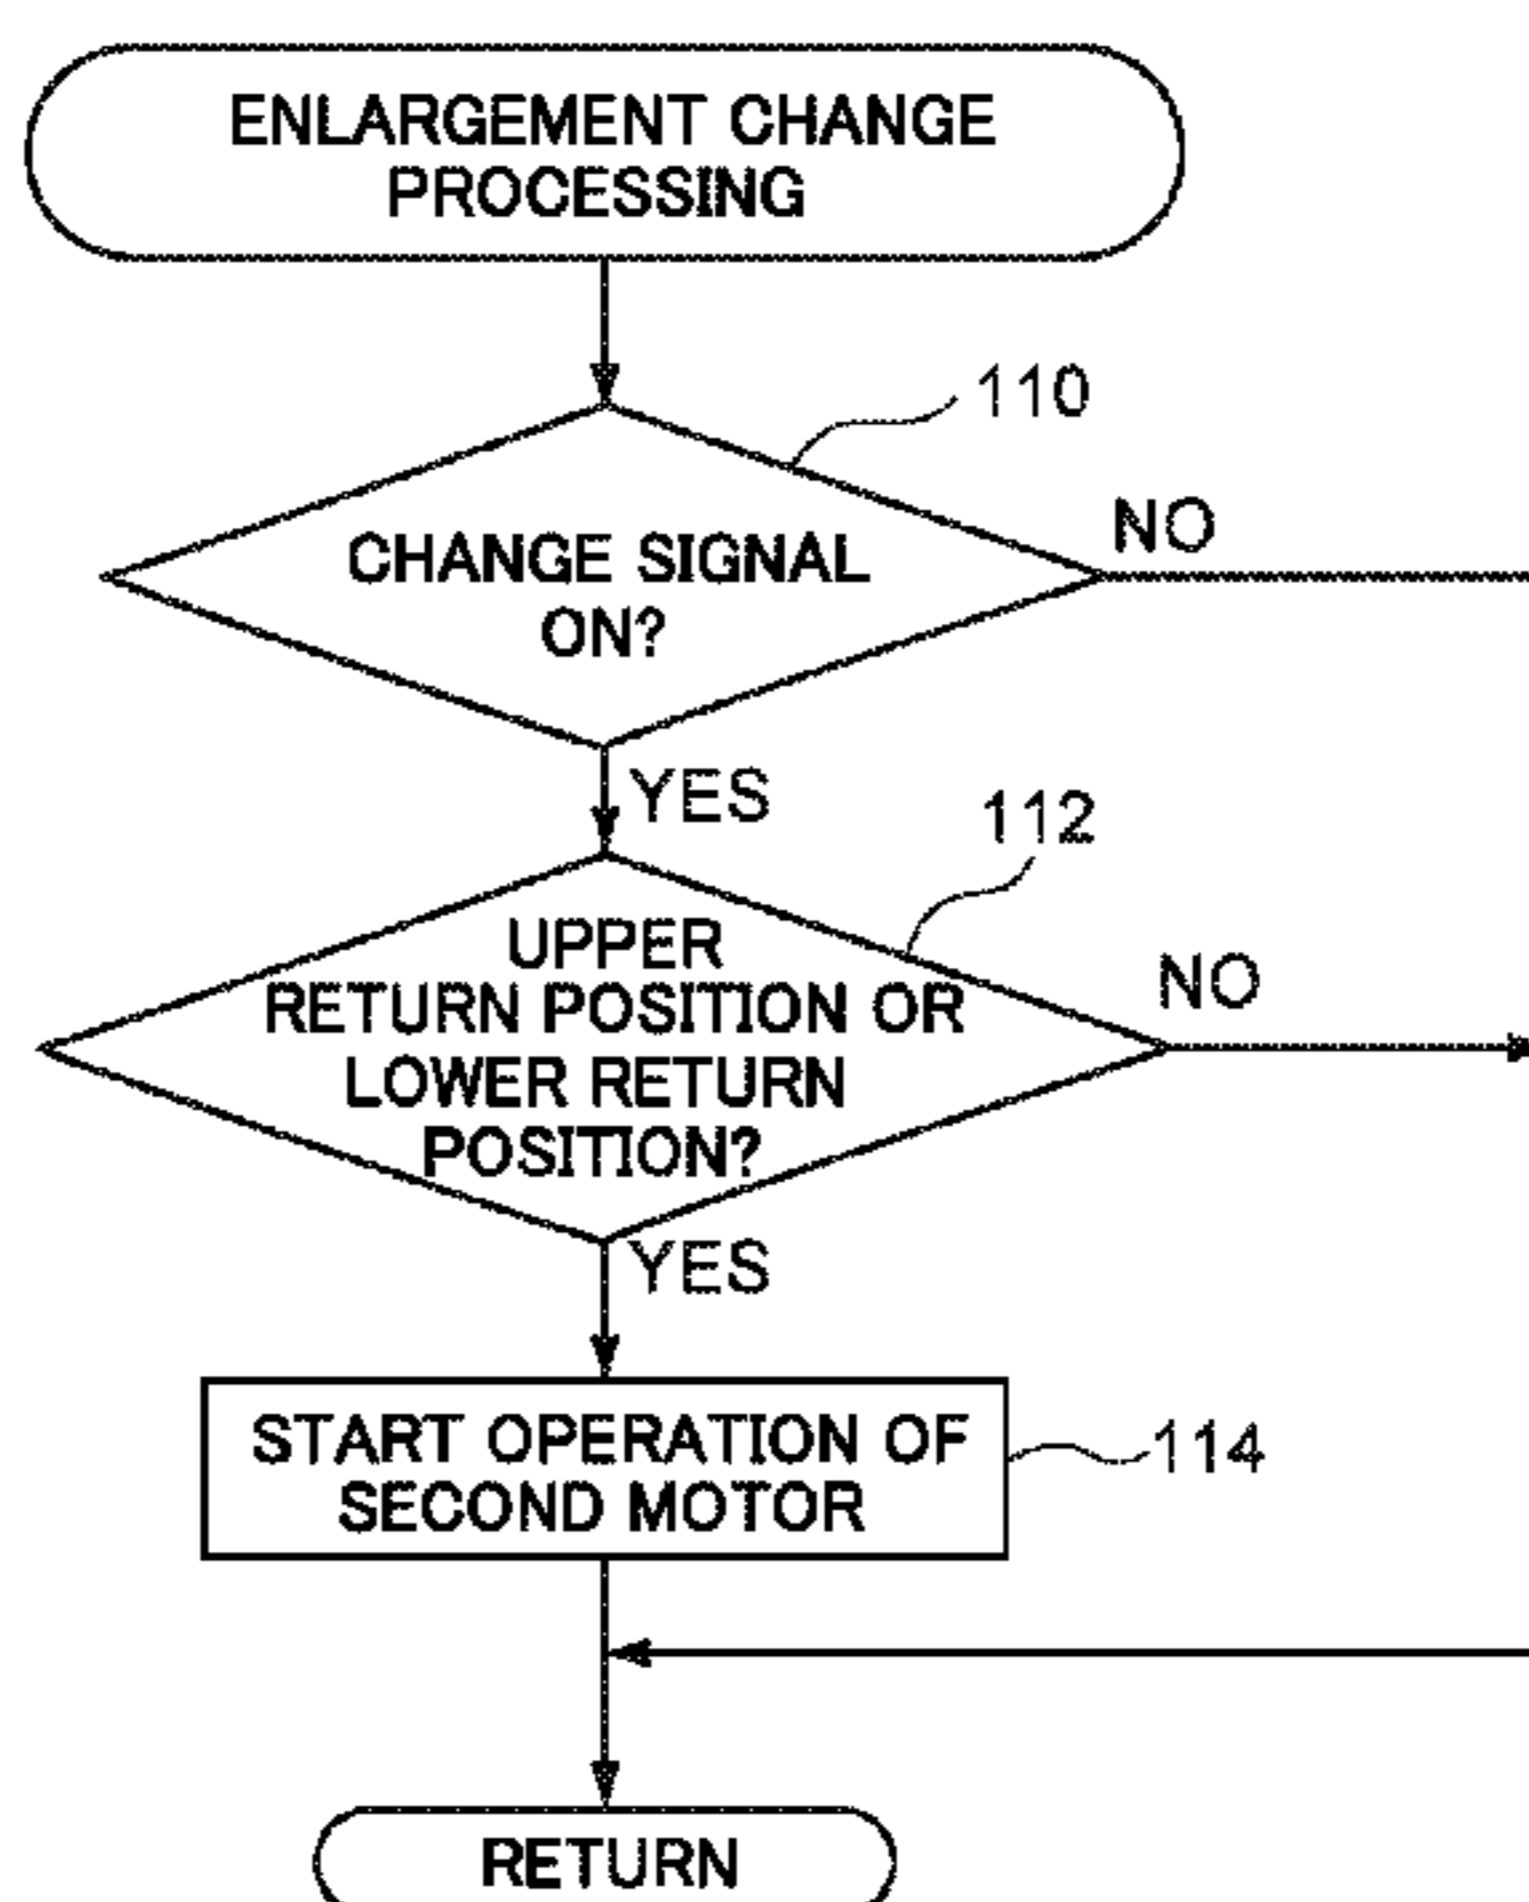 ENLARGEMENT CHANGE
PROCESSING
110
CHANGE SIGNAL
ON?
NO
YES
112
UPPER
RETURN POSITION OR
LOWER RETURN
POSITION?
NO
YES
START OPERATION OF
SECOND MOTOR
114
RETURN